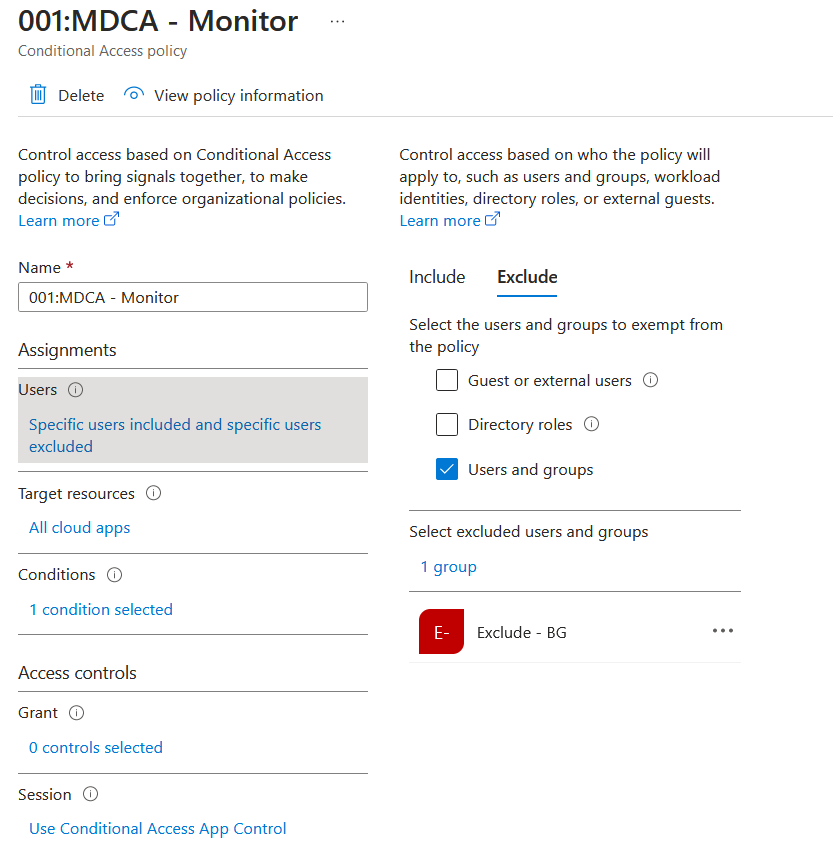 001:MDCA - Monitor ...
Conditional Access policy
Delete View policy information
Control access based on Conditional Access
policy to bring signals together, to make
decisions, and enforce organizational policies.
Learn more
Name *
001:MDCA - Monitor
Assignments
Users
Specific users included and specific users
excluded
Target resources
All cloud apps
Conditions
1 condition selected
Access controls
Grant
0 controls selected
Session
Use Conditional Access App Control
Control access based on who the policy will
apply to, such as users and groups, workload
identities, directory roles, or external guests.
Learn more
Include Exclude
Select the users and groups to exempt from
the policy
Guest or external users
Directory roles
Users and groups
Select excluded users and groups
1 group
E- Exclude - BG ...